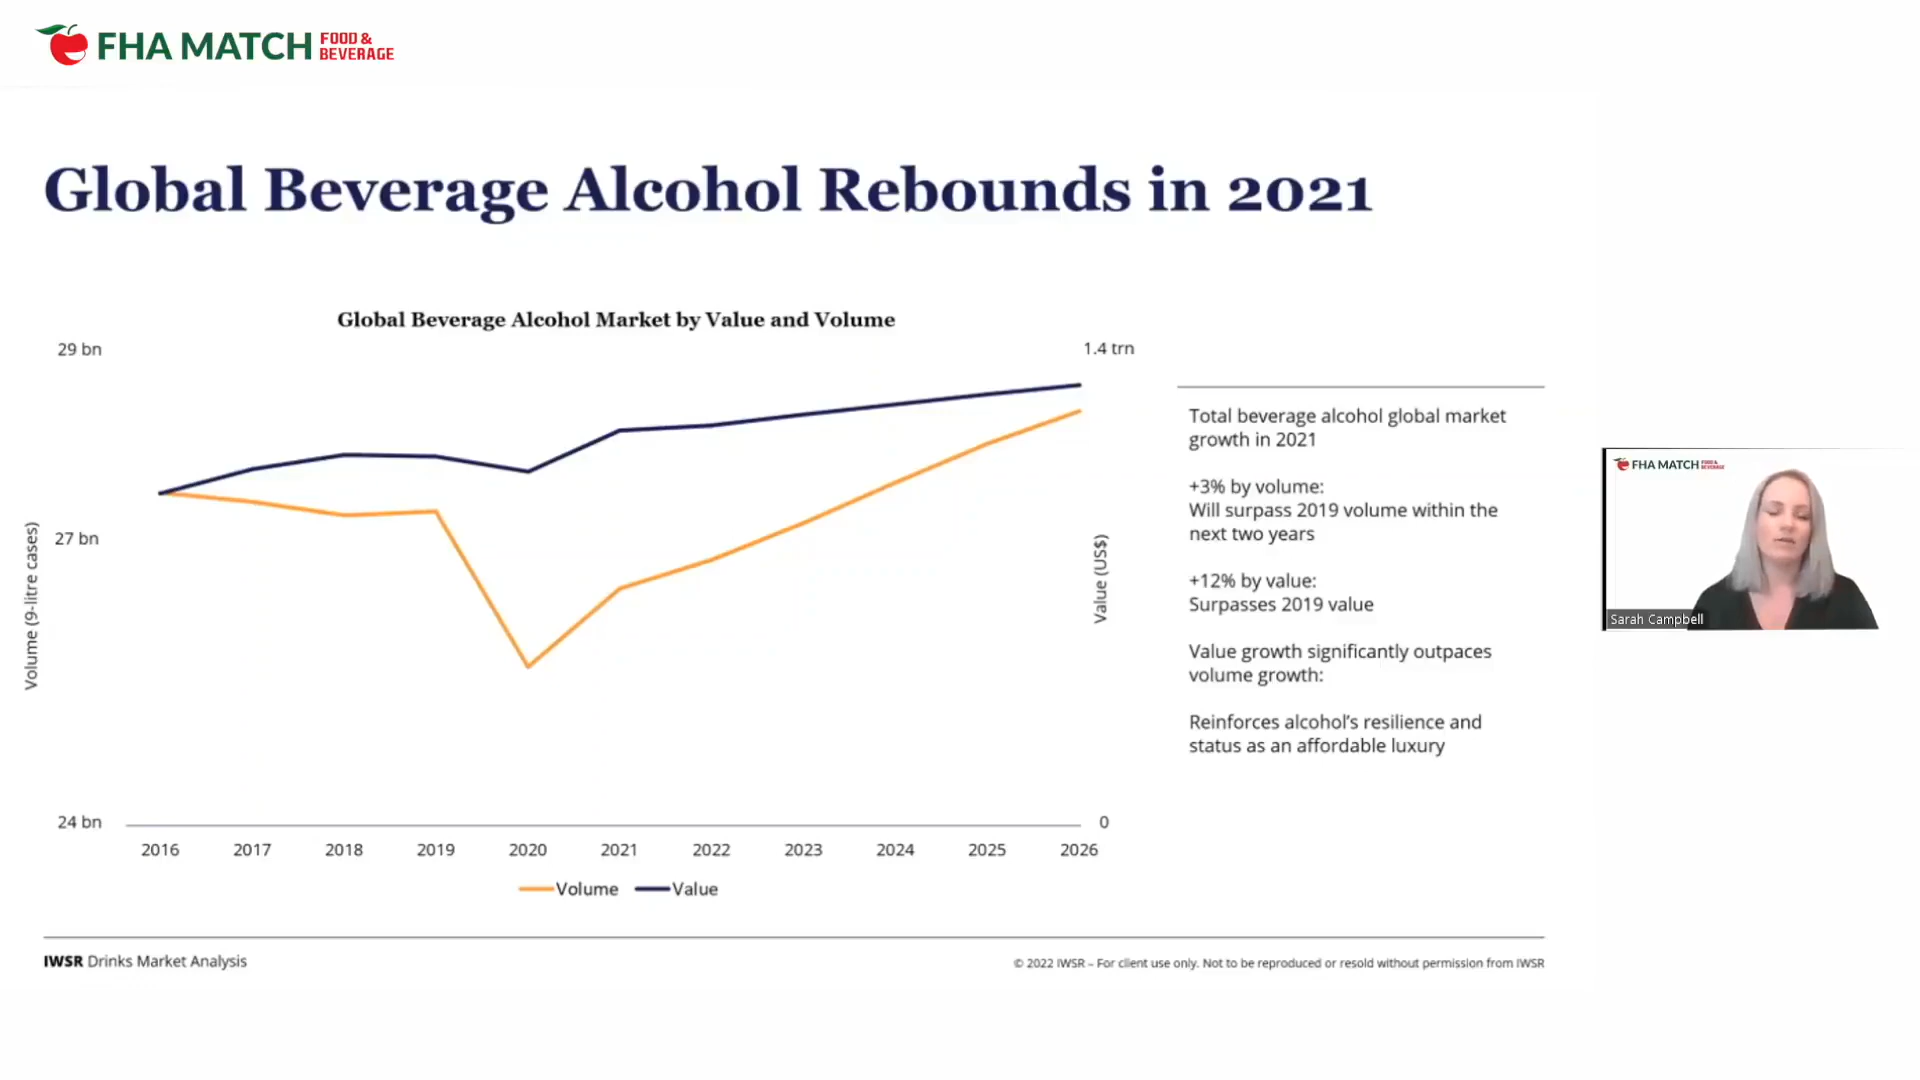 FHA MATCH FOOD & BEVERAGE
Global Beverage Alcohol Rebounds in 2021
Global Beverage Alcohol Market by Value and Volume
29 bn
27 bn
24 bn
Volume (9-litre cases)
1.4 trn
0
Value (US$)
2016 2017 2018 2019 2020 2021 2022 2023 2024 2025 2026
Volume Value
Total beverage alcohol global market
growth in 2021
+3% by volume:
Will surpass 2019 volume within the
next two years
+12% by value:
Surpasses 2019 value
Value growth significantly outpaces
volume growth:
Reinforces alcohol’s resilience and
status as an affordable luxury
FHA MATCH FOOD & BEVERAGE
Sarah Campbell
IWSR Drinks Market Analysis
© 2022 IWSR – For client use only. Not to be reproduced or resold without permission from IWSR